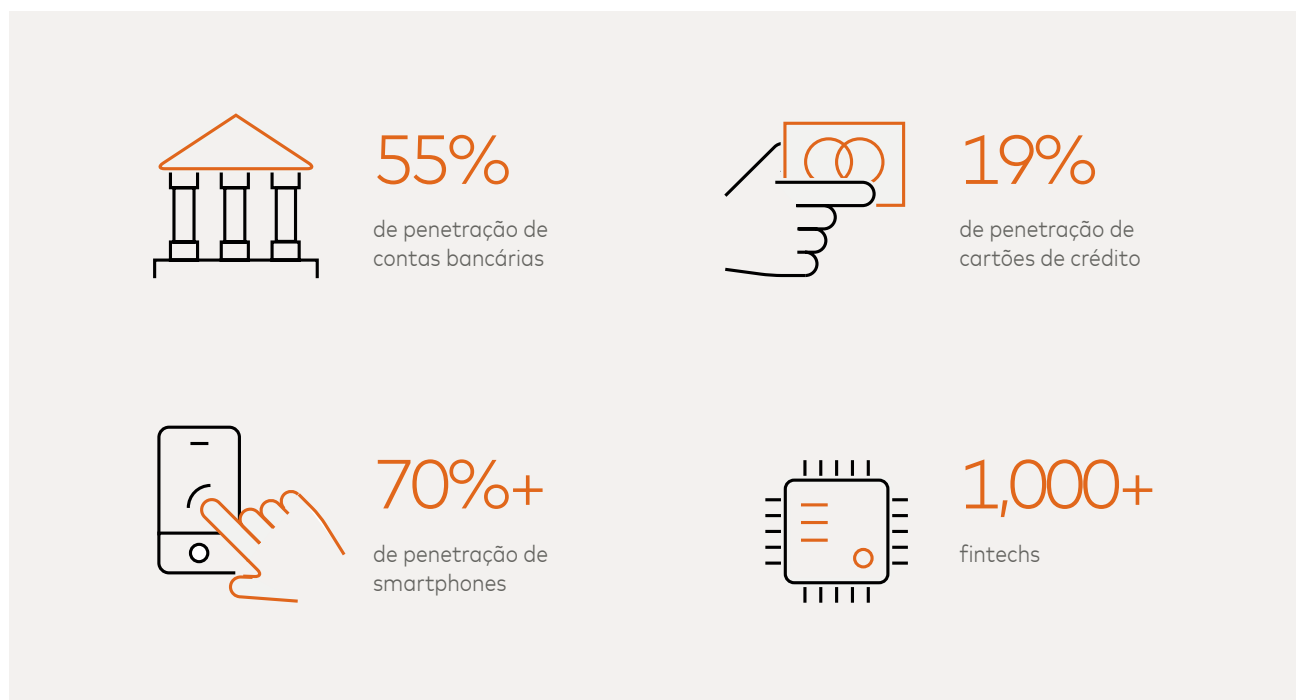 55%
de penetração de
contas bancárias
19%
de penetração de
cartões de crédito
70%+
de penetração de
smartphones
1,000+
fintechs